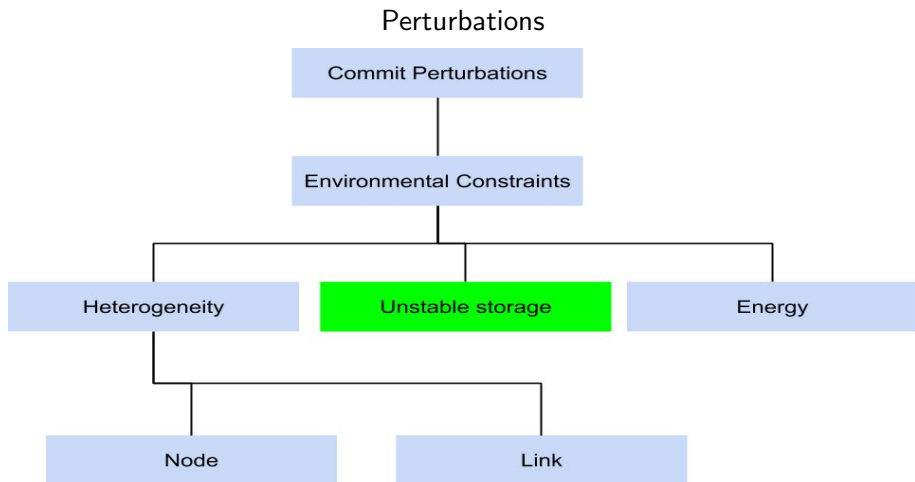 Perturbations
Commit Perturbations
Environmental Constraints
Heterogeneity
Unstable storage
Energy
Node
Link